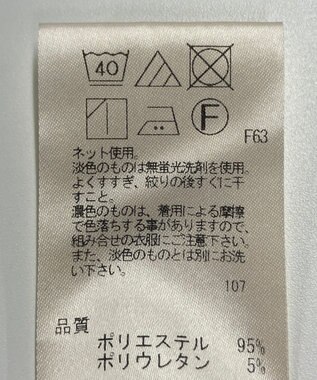 40
F
F63
ネット使用。
淡色のものは無蛍光洗剤を使用。
よくすすぎ、絞りの後すぐに干
すこと。
濃色のものは、着用による摩擦
で色落ちする事がありますので、
組み合せの衣服にご注意下さい。
また、淡色のものとは別にお洗
い下さい。
107
品質
ポリエステル 95%
ポリウレタン 5%